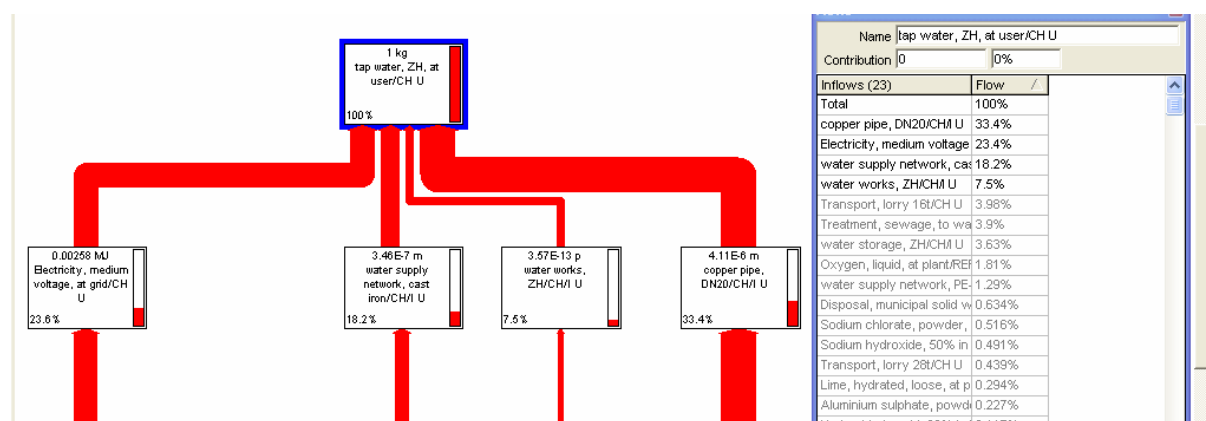 1 kg
tap water, ZH, at
user/CH U
100 %
0.00258 MJ
Electricity, medium
voltage, at grid/CH
U
23.6 %
3.46E-7 m
water supply
network, cast
iron/CH/I U
18.2 %
3.57E-13 p
water works,
ZH/CH/I U
7.5 %
4.11E-6 m
copper pipe,
DN20/CH/I U
33.4%
Name tap water, ZH, at user/CH U
Contribution 0 0%
Inflows (23) Flow
Total 100%
copper pipe, DN20/CH/I U 33.4%
Electricity, medium voltage 23.4%
water supply network, cas 18.2%
water works, ZH/CH/I U 7.5%
Transport, lorry 16t/CH U 3.98%
Treatment, sewage, to wa 3.9%
water storage, ZH/CH/I U 3.63%
Oxygen, liquid, at plant/RER 1.81%
water supply network, PE- 1.29%
Disposal, municipal solid w 0.634%
Sodium chlorate, powder, 0.516%
Sodium hydroxide, 50% in 0.491%
Transport, lorry 28t/CH U 0.439%
Lime, hydrated, loose, at p 0.294%
Aluminium sulphate, powde 0.227%